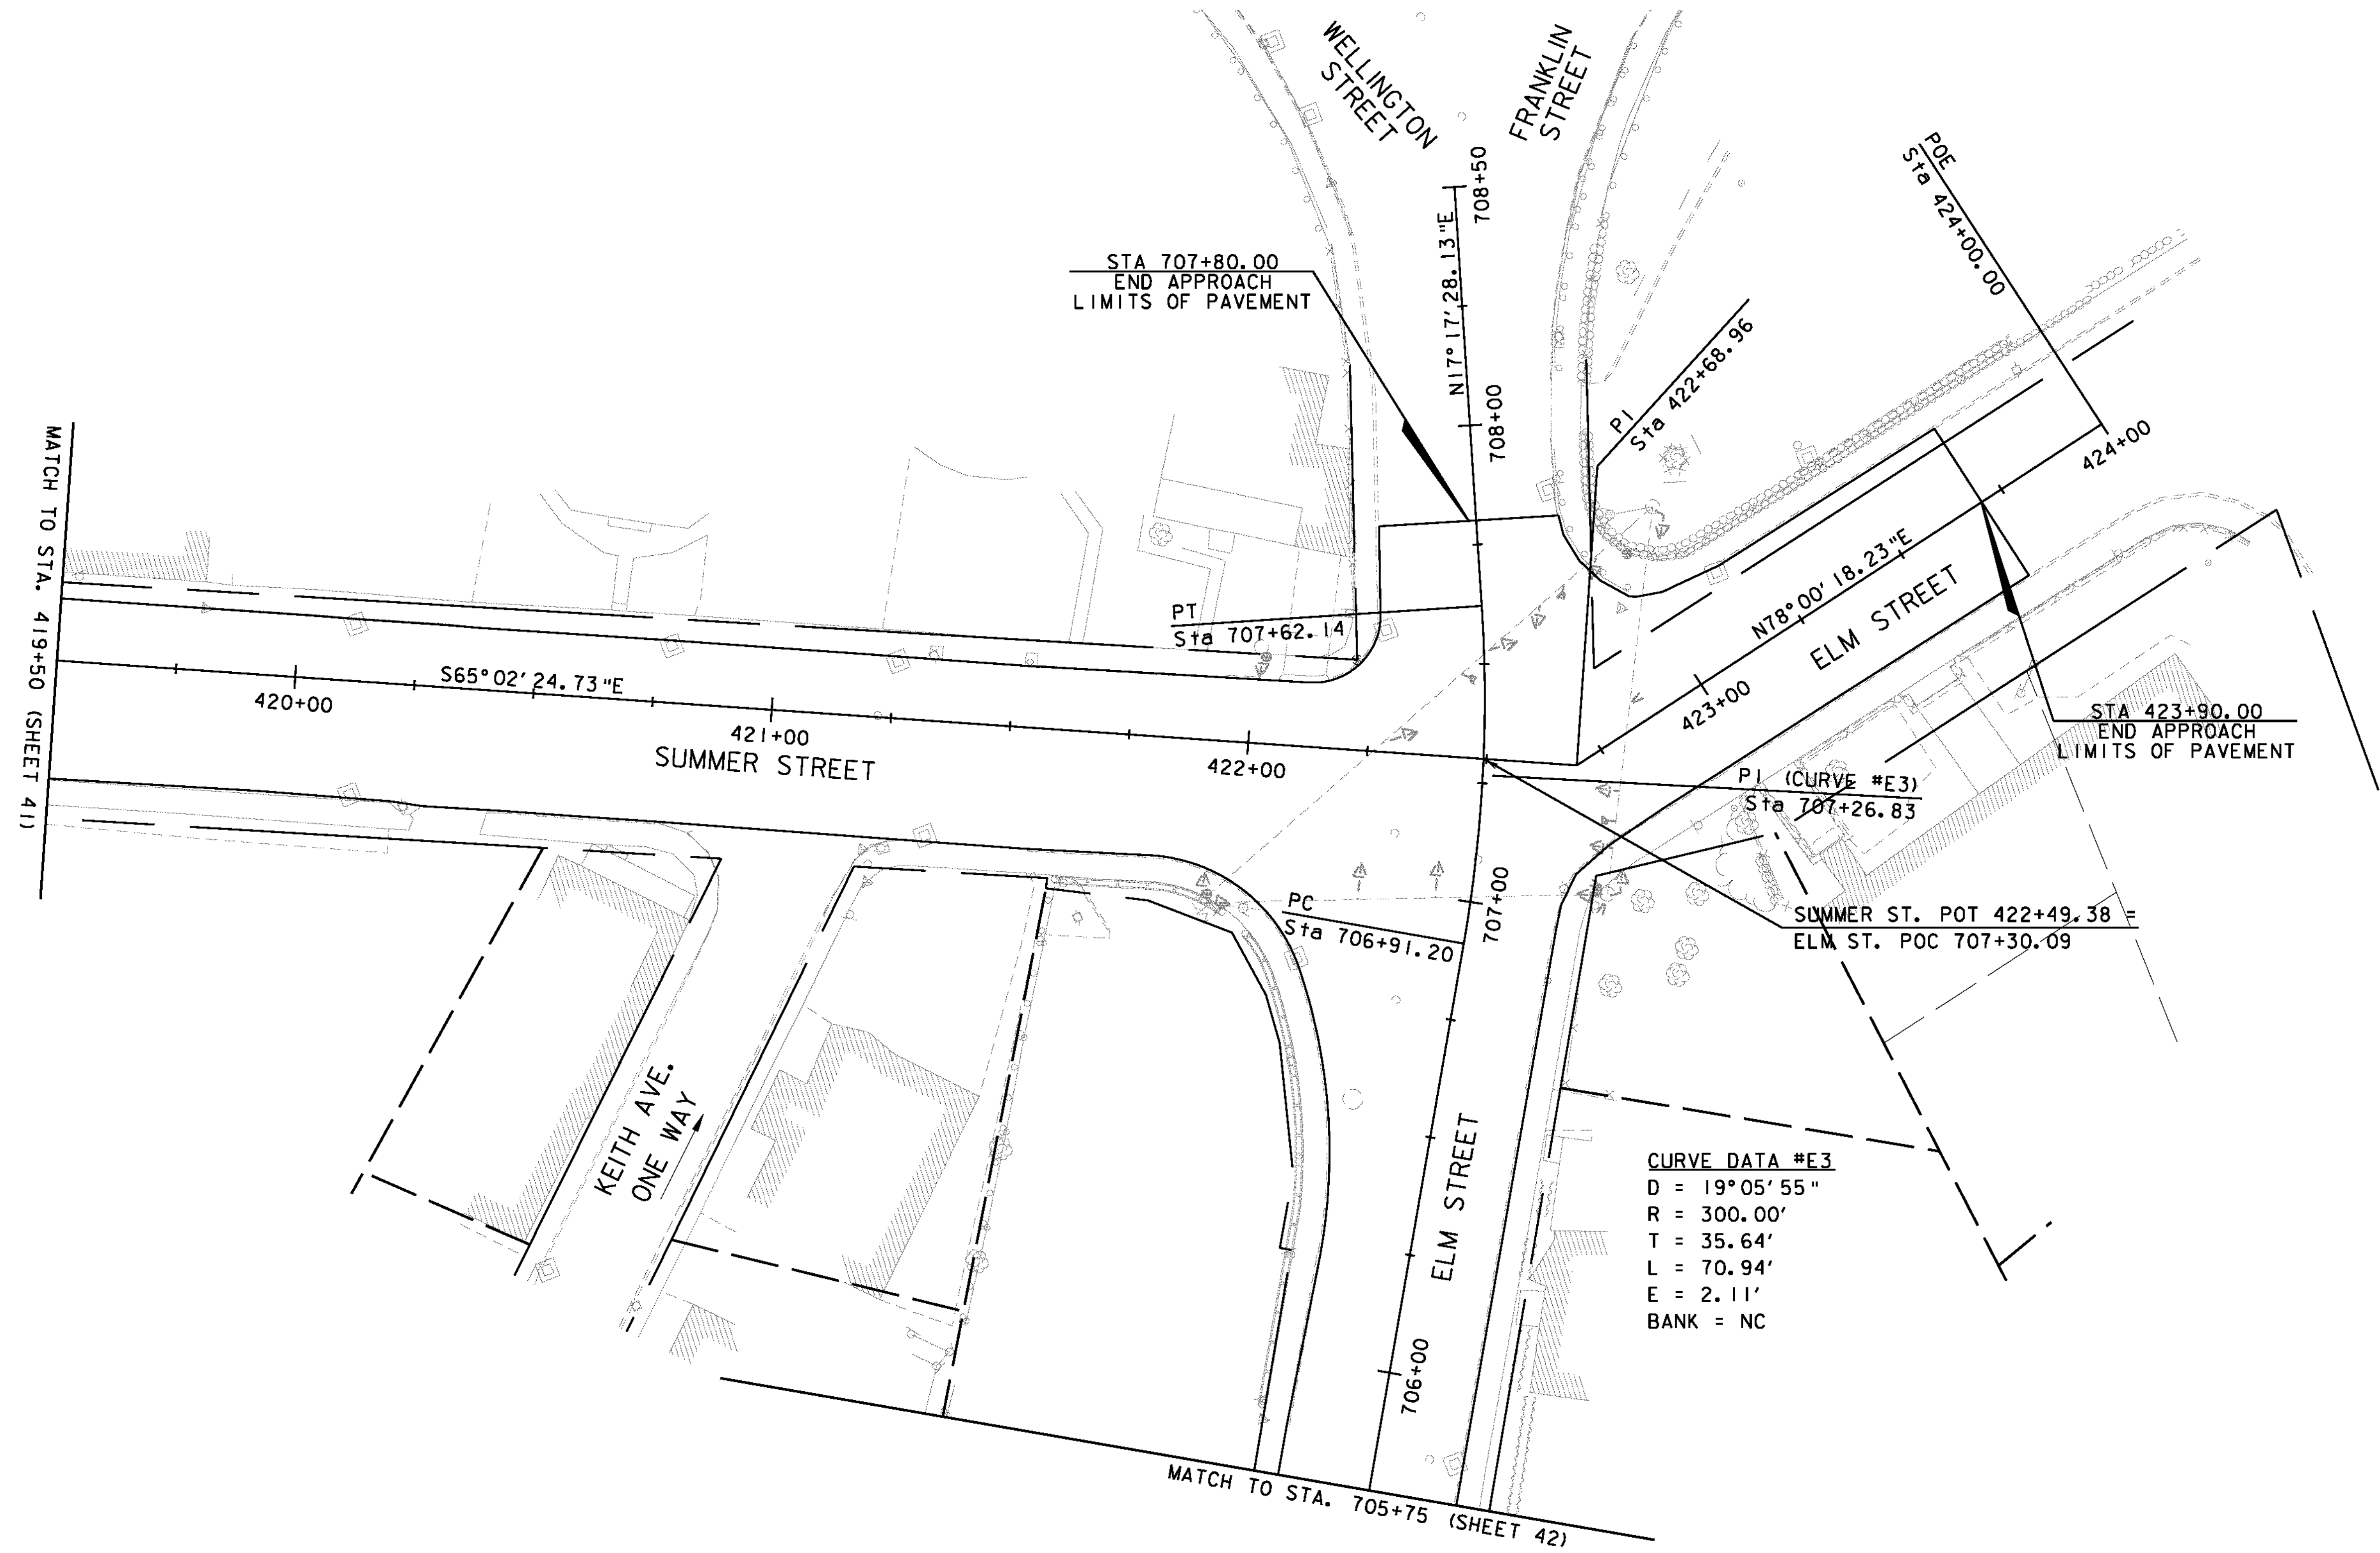 WELLINGTON
STREET
FRANKLIN
STREET
708+50
N17°17'28.13"E
708+00
STA 707+80.00
END APPROACH
LIMITS OF PAVEMENT
PI
Sta 422+68.96
POE
Sta 424+00.00
424+00
N78°00'18.23"E
ELM STREET
423+00
STA 423+90.00
END APPROACH
LIMITS OF PAVEMENT
MATCH TO STA. 419+50 (SHEET 41)
PT
Sta 707+62.14
S65°02'24.73"E
420+00
421+00
SUMMER STREET
422+00
PI (CURVE #E3)
Sta 707+26.83
707+00
PC
Sta 706+91.20
SUMMER ST. POT 422+49.38 =
ELM ST. POC 707+30.09
KEITH AVE.
ONE WAY
ELM STREET
706+00
CURVE DATA #E3
D = 19°05'55"
R = 300.00'
T = 35.64'
L = 70.94'
E = 2.11'
BANK = NC
MATCH TO STA. 705+75 (SHEET 42)